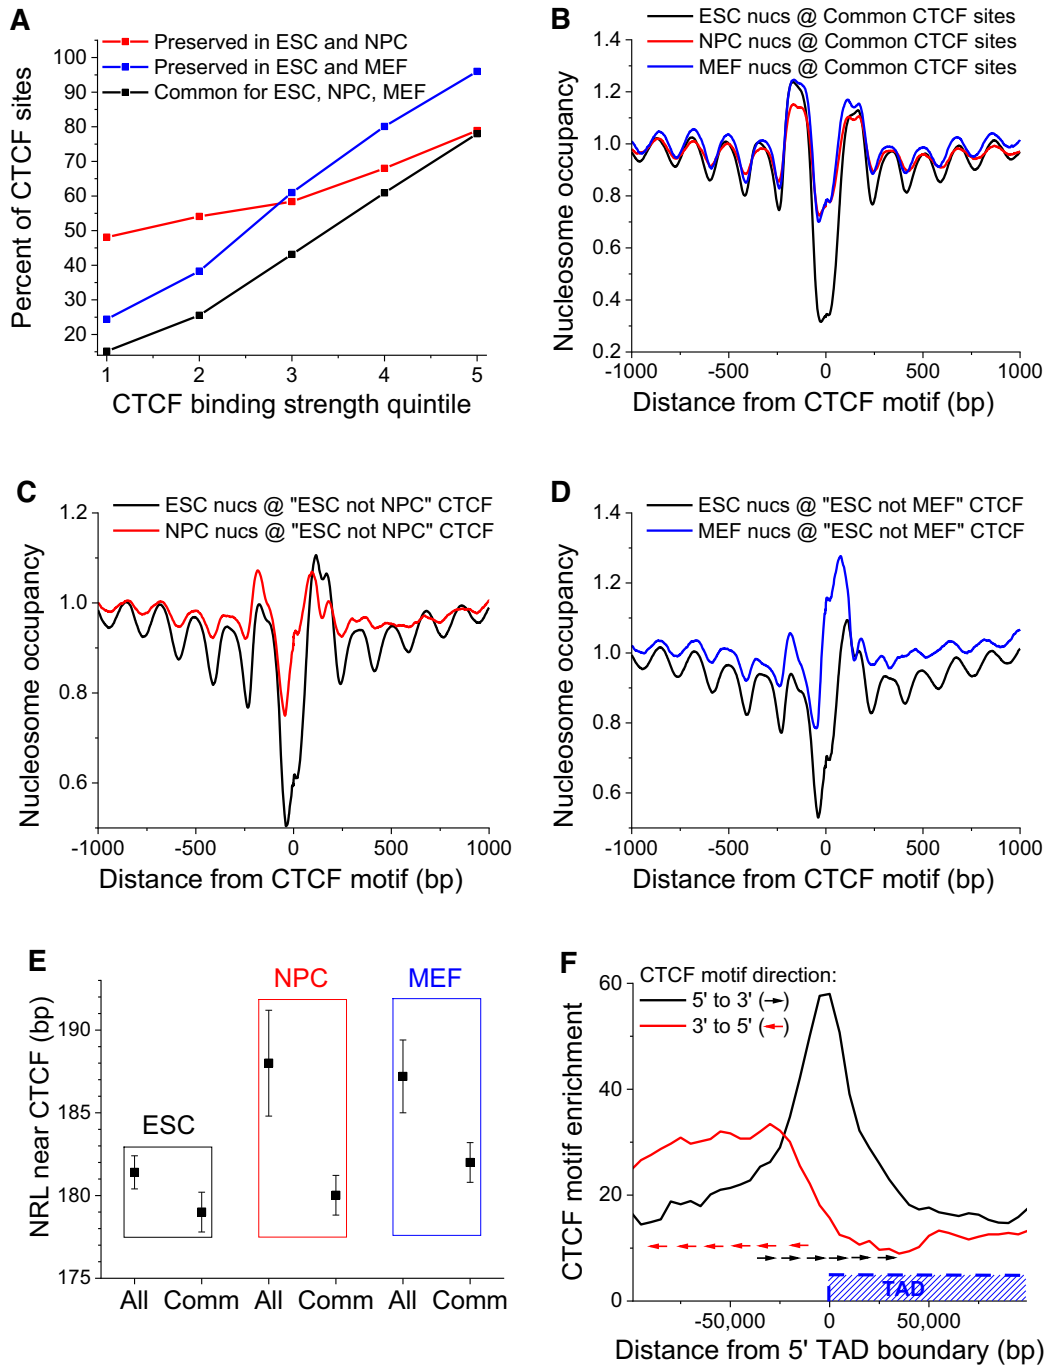 A
Preserved in ESC and NPC
Preserved in ESC and MEF
Common for ESC, NPC, MEF
Percent of CTCF sites
100
90
80
70
60
50
40
30
20
1 2 3 4 5
CTCF binding strength quintile
B
ESC nucs @ Common CTCF sites
NPC nucs @ Common CTCF sites
MEF nucs @ Common CTCF sites
Nucleosome occupancy
1.4
1.2
1.0
0.8
0.6
0.4
0.2
-1000 -500 0 500 1000
Distance from CTCF motif (bp)
C
ESC nucs @ "ESC not NPC" CTCF
NPC nucs @ "ESC not NPC" CTCF
Nucleosome occupancy
1.2
1.0
0.8
0.6
-1000 -500 0 500 1000
Distance from CTCF motif (bp)
D
ESC nucs @ "ESC not MEF" CTCF
MEF nucs @ "ESC not MEF" CTCF
Nucleosome occupancy
1.4
1.2
1.0
0.8
0.6
-1000 -500 0 500 1000
Distance from CTCF motif (bp)
E
NRL near CTCF (bp)
190
185
180
175
ESC
NPC
MEF
All Comm All Comm All Comm
F
CTCF motif direction:
5' to 3' (→)
3' to 5' (←)
CTCF motif enrichment
60
40
20
0
TAD
-50,000 0 50,000
Distance from 5' TAD boundary (bp)